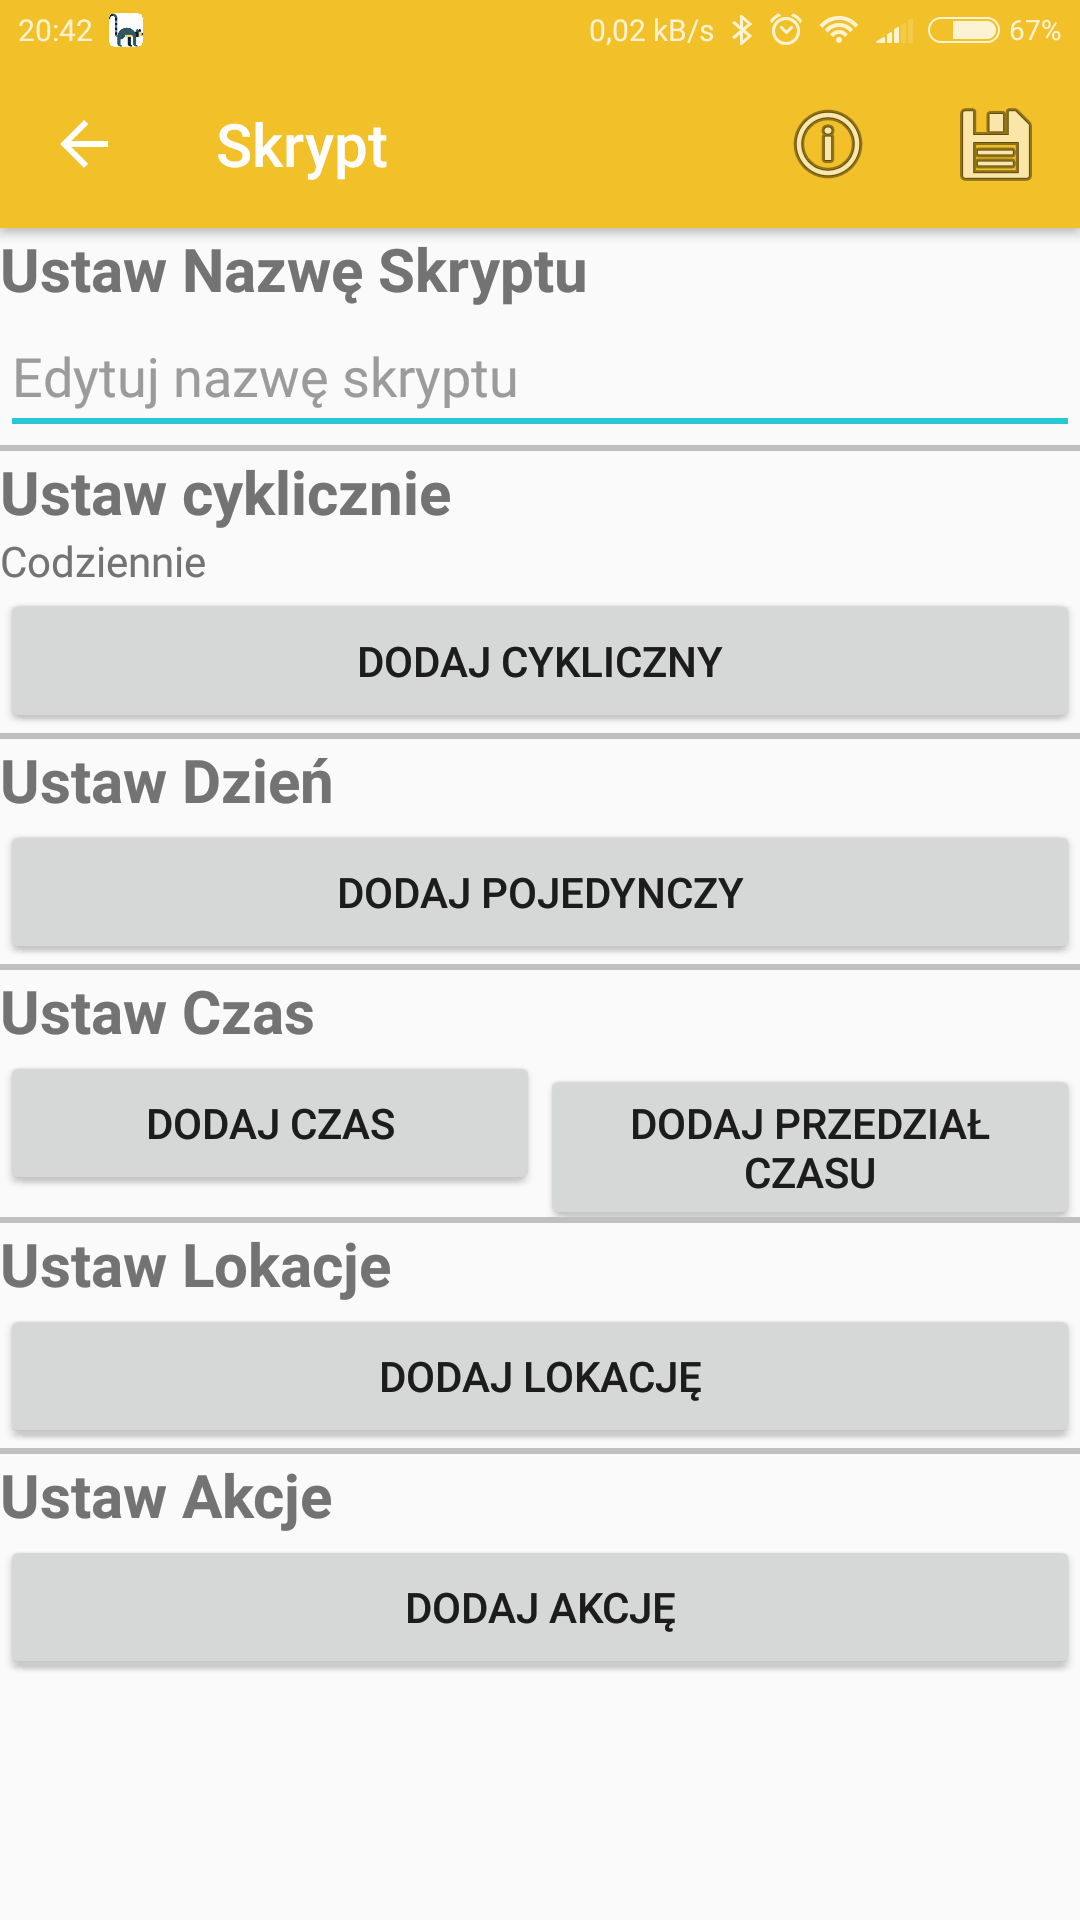 20:42 0,02 kB/s 67%
Skrypt
Ustaw Nazwę Skryptu
Edytuj nazwę skryptu
Ustaw cyklicznie
Codziennie
DODAJ CYKLICZNY
Ustaw Dzień
DODAJ POJEDYNCZY
Ustaw Czas
DODAJ CZAS
DODAJ PRZEDZIAŁ
CZASU
Ustaw Lokacje
DODAJ LOKACJĘ
Ustaw Akcje
DODAJ AKCJĘ